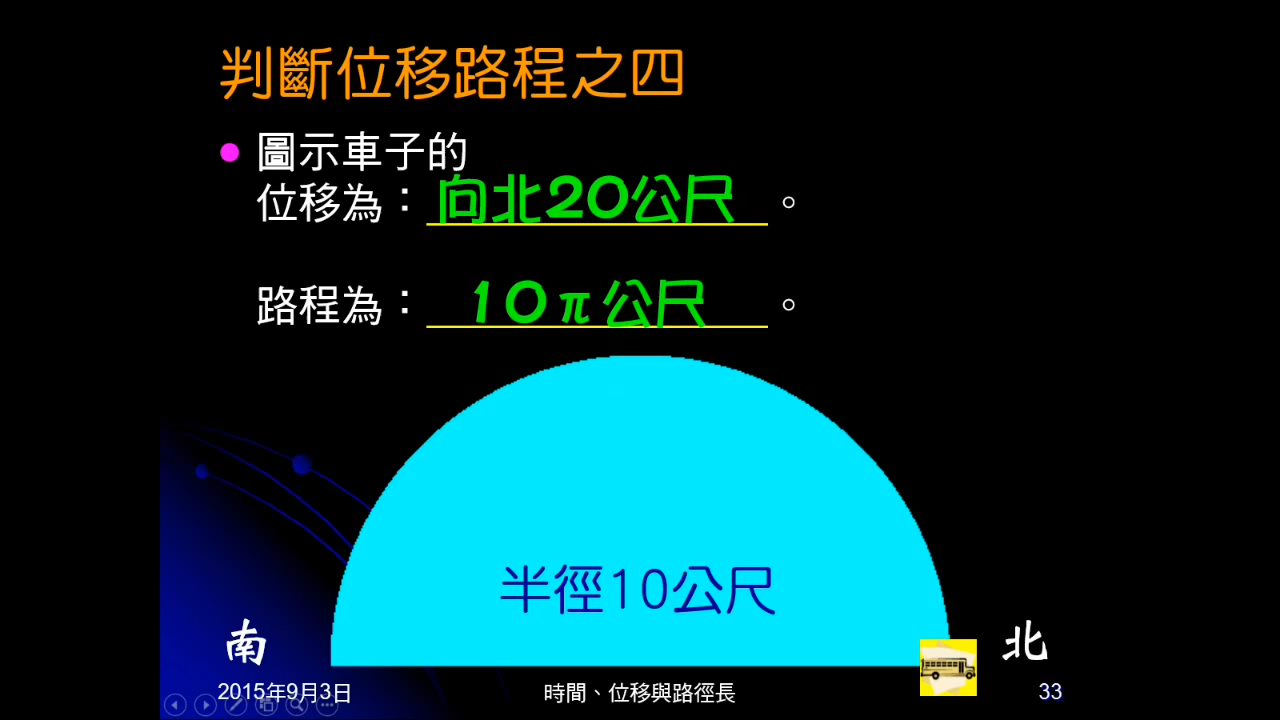 判斷位移路程之四
圖示車子的
位移為：向北20公尺。
路程為：10π公尺。
半徑10公尺
南
北
2015年9月3日
時間、位移與路徑長
33